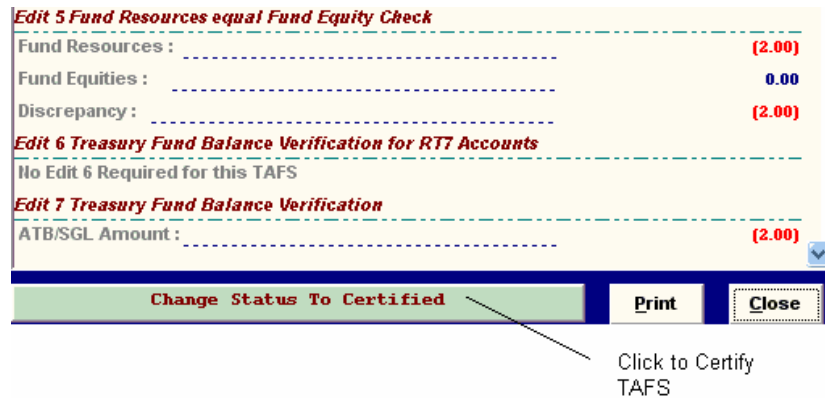 Edit 5 Fund Resources equal Fund Equity Check
Fund Resources : (2.00)
Fund Equities : 0.00
Discrepancy : (2.00)
Edit 6 Treasury Fund Balance Verification for RT7 Accounts
No Edit 6 Required for this TAFS
Edit 7 Treasury Fund Balance Verification
ATB/SGL Amount : (2.00)
Change Status To Certified Print Close
Click to Certify
TAFS